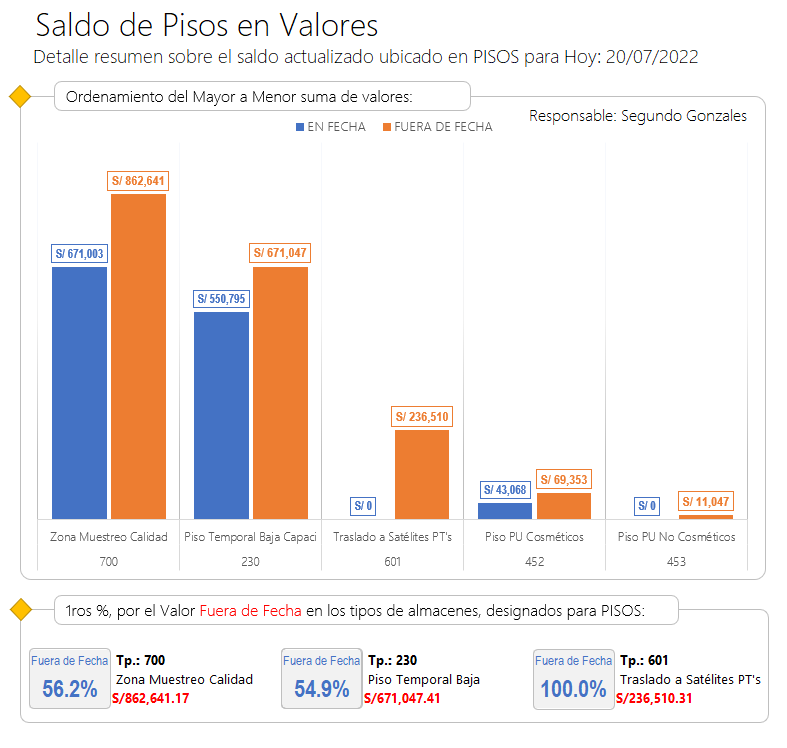 Saldo de Pisos en Valores
Detalle resumen sobre el saldo actualizado ubicado en PISOS para Hoy: 20/07/2022
Ordenamiento del Mayor a Menor suma de valores:
Responsable: Segundo Gonzales
EN FECHA FUERA DE FECHA
S/ 862,641
S/ 671,003
S/ 671,047
S/ 550,795
S/ 236,510
S/ 0
S/ 43,068
S/ 69,353
S/ 0
S/ 11,047
Zona Muestreo Calidad Piso Temporal Baja Capaci Traslado a Satélites PT's Piso PU Cosméticos Piso PU No Cosméticos
700 230 601 452 453
1ros %, por el Valor Fuera de Fecha en los tipos de almacenes, designados para PISOS:
Fuera de Fecha
56.2%
Tp.: 700
Zona Muestreo Calidad
S/862,641.17
Fuera de Fecha
54.9%
Tp.: 230
Piso Temporal Baja
S/671,047.41
Fuera de Fecha
100.0%
Tp.: 601
Traslado a Satélites PT's
S/236,510.31